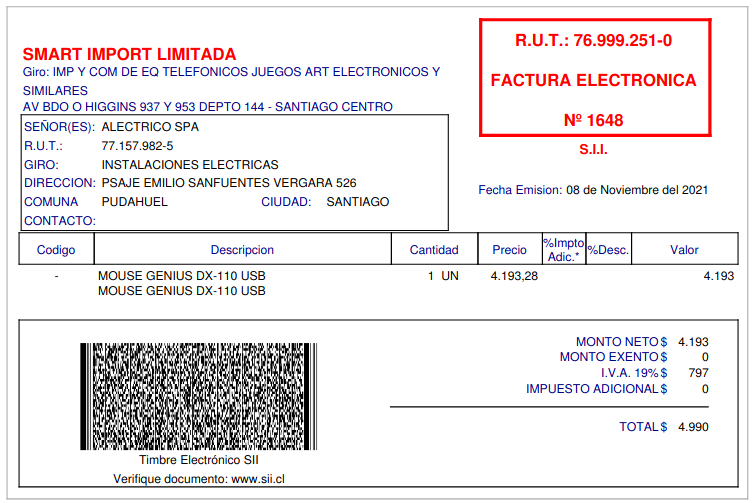 SMART IMPORT LIMITADA
Giro: IMP Y COM DE EQ TELEFONICOS JUEGOS ART ELECTRONICOS Y
SIMILARES
AV BDO O HIGGINS 937 Y 953 DEPTO 144 - SANTIAGO CENTRO
R.U.T.: 76.999.251-0
FACTURA ELECTRONICA
Nº 1648
S.I.I.
SEÑOR(ES): ALECTRICO SPA
R.U.T.: 77.157.982-5
GIRO: INSTALACIONES ELECTRICAS
DIRECCION: PSAJE EMILIO SANFUENTES VERGARA 526
COMUNA PUDAHUEL CIUDAD: SANTIAGO
CONTACTO:
Fecha Emision: 08 de Noviembre del 2021
Codigo Descripcion Cantidad Precio %Impto Adic.* %Desc. Valor
- MOUSE GENIUS DX-110 USB 1 UN 4.193,28 4.193
MOUSE GENIUS DX-110 USB
MONTO NETO $ 4.193
MONTO EXENTO $ 0
I.V.A. 19% $ 797
IMPUESTO ADICIONAL $ 0
TOTAL $ 4.990
Timbre Electrónico SII
Verifique documento: www.sii.cl